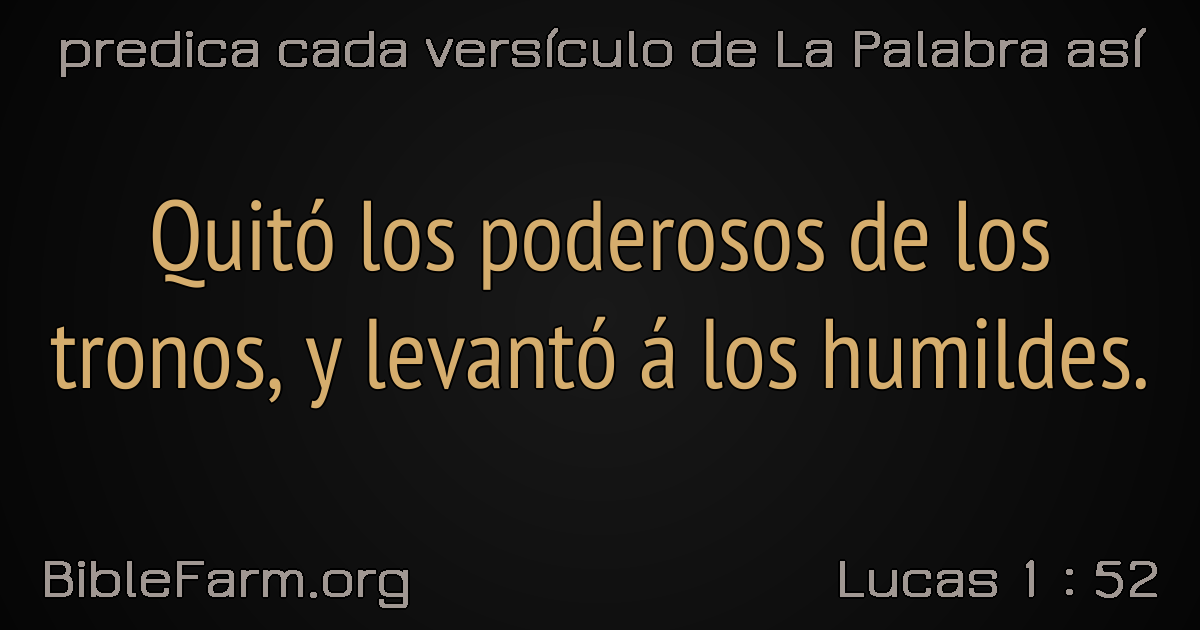 predica cada versículo de La Palabra así
Quitó los poderosos de los
tronos, y levantó á los humildes.
BibleFarm.org
Lucas 1 : 52